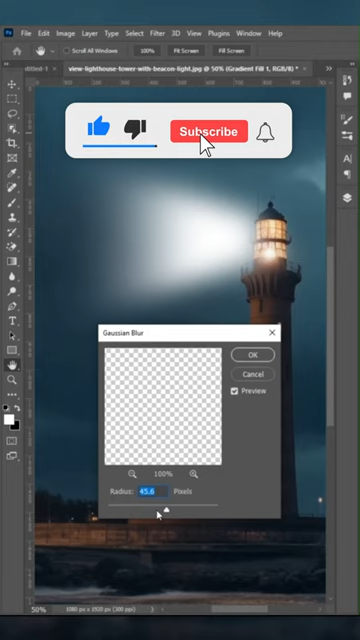 Ps File Edit Image Layer Type Select Filter 3D View Plugins Window Help
Scroll All Windows 100% Fit Screen Fill Screen
view-lighthouse-tower-with-beacon-light.jpg @ 50% (Gradient Fill 1, RGB/8) *
Subscribe
Gaussian Blur
OK
Cancel
Preview
100%
Radius: 45.6 Pixels
50% 1080 px x 1920 px (300 ppi)